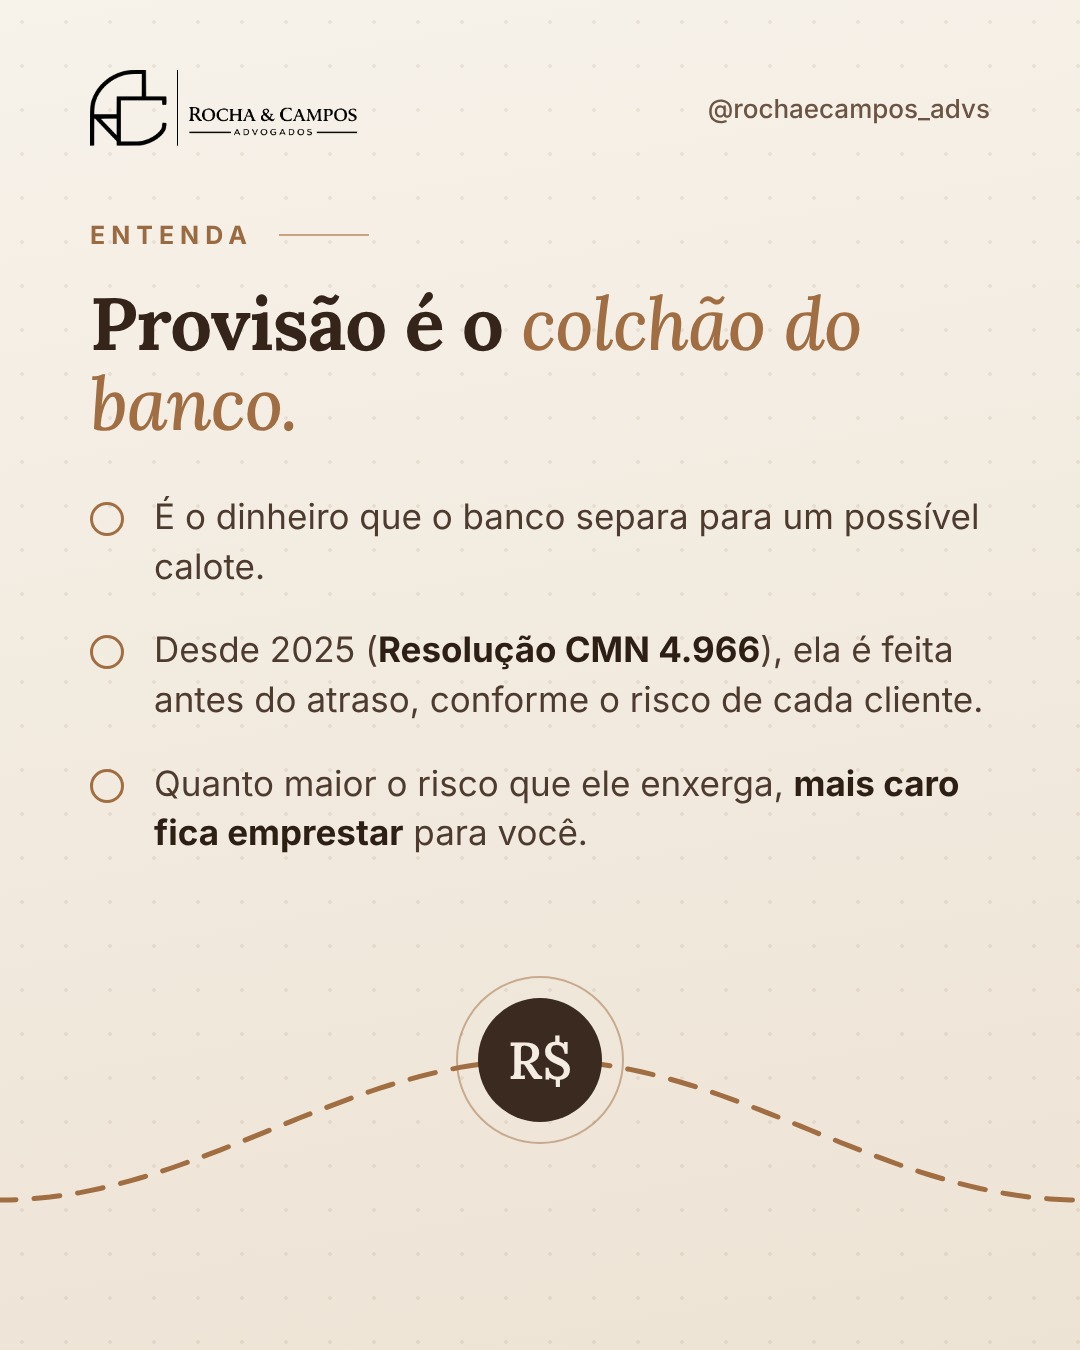 ROCHA & CAMPOS
ADVOGADOS
@rochaecampos_advs
ENTENDA
Provisão é o colchão do
banco.
É o dinheiro que o banco separa para um possível
calote.
Desde 2025 (Resolução CMN 4.966), ela é feita
antes do atraso, conforme o risco de cada cliente.
Quanto maior o risco que ele enxerga, mais caro
fica emprestar para você.
R$